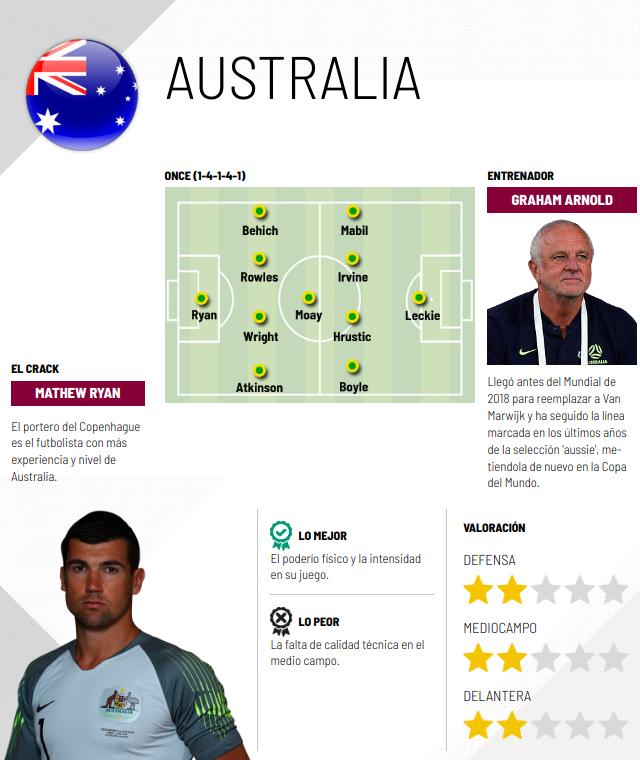 AUSTRALIA
ONCE (1-4-1-4-1)
Behich
Mabil
Rowles
Irvine
Ryan
Moay
Leckie
Wright
Hrustic
Atkinson
Boyle
ENTRENADOR
GRAHAM ARNOLD
Llegó antes del Mundial de
2018 para reemplazar a Van
Marwijk y ha seguido la línea
marcada en los últimos años
de la selección 'aussie', me-
tiendola de nuevo en la Copa
del Mundo.
EL CRACK
MATHEW RYAN
El portero del Copenhague
es el futbolista con más
experiencia y nivel de
Australia.
LO MEJOR
El poderío físico y la intensidad
en su juego.
LO PEOR
La falta de calidad técnica en el
medio campo.
VALORACIÓN
DEFENSA
MEDIOCAMPO
DELANTERA
AUSTRALIA
1